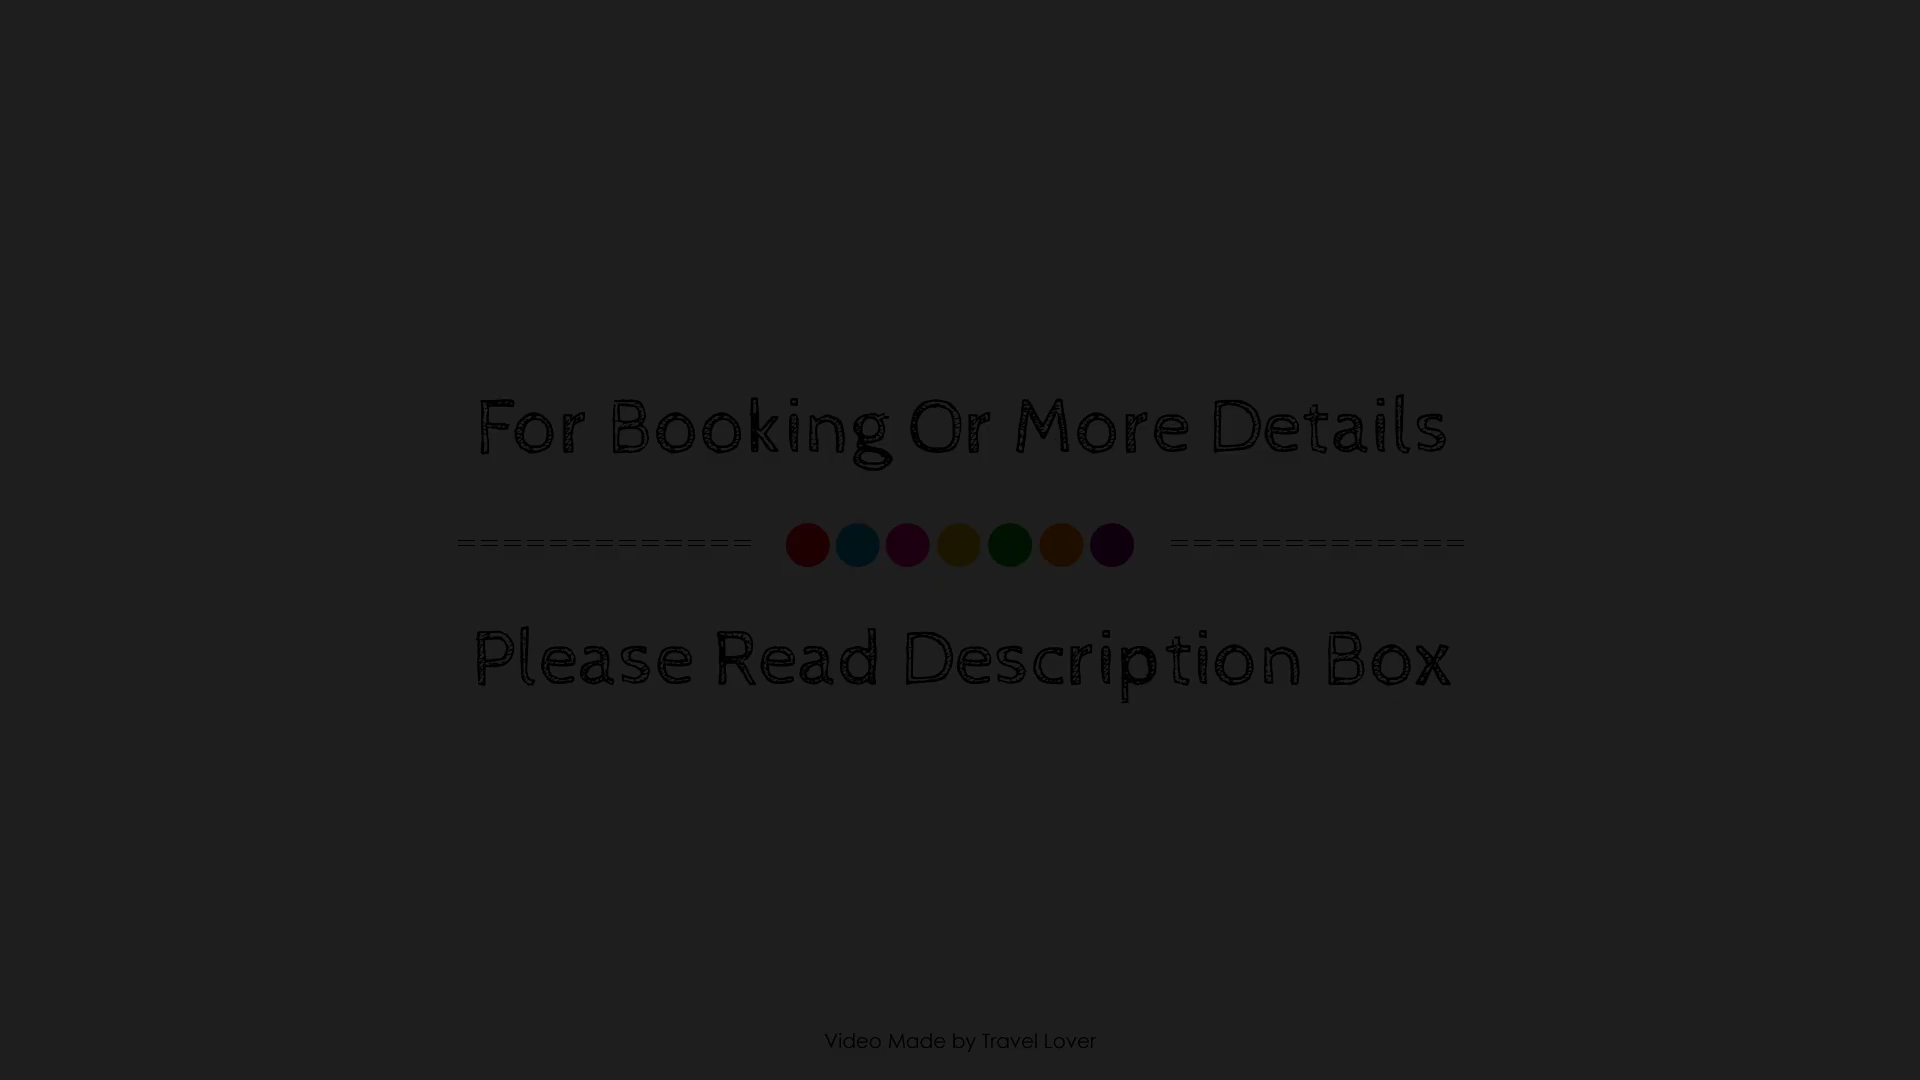 For Booking Or More Details
============= =============
Please Read Description Box
Video Made by Travel Lover